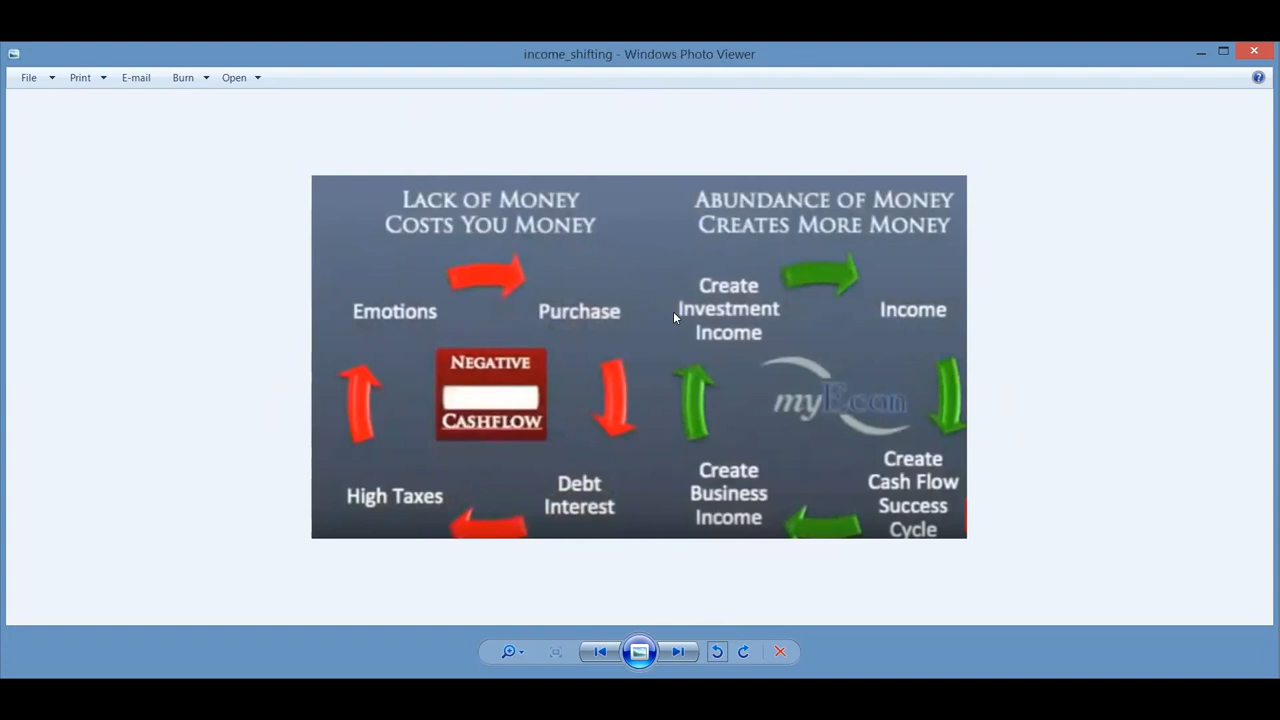 income_shifting - Windows Photo Viewer
File Print E-mail Burn Open
LACK OF MONEY
COSTS YOU MONEY
Emotions
Purchase
NEGATIVE
CASHFLOW
High Taxes
Debt
Interest
ABUNDANCE OF MONEY
CREATES MORE MONEY
Create
Investment
Income
Income
myEcon
Create
Business
Income
Create
Cash Flow
Success
Cycle